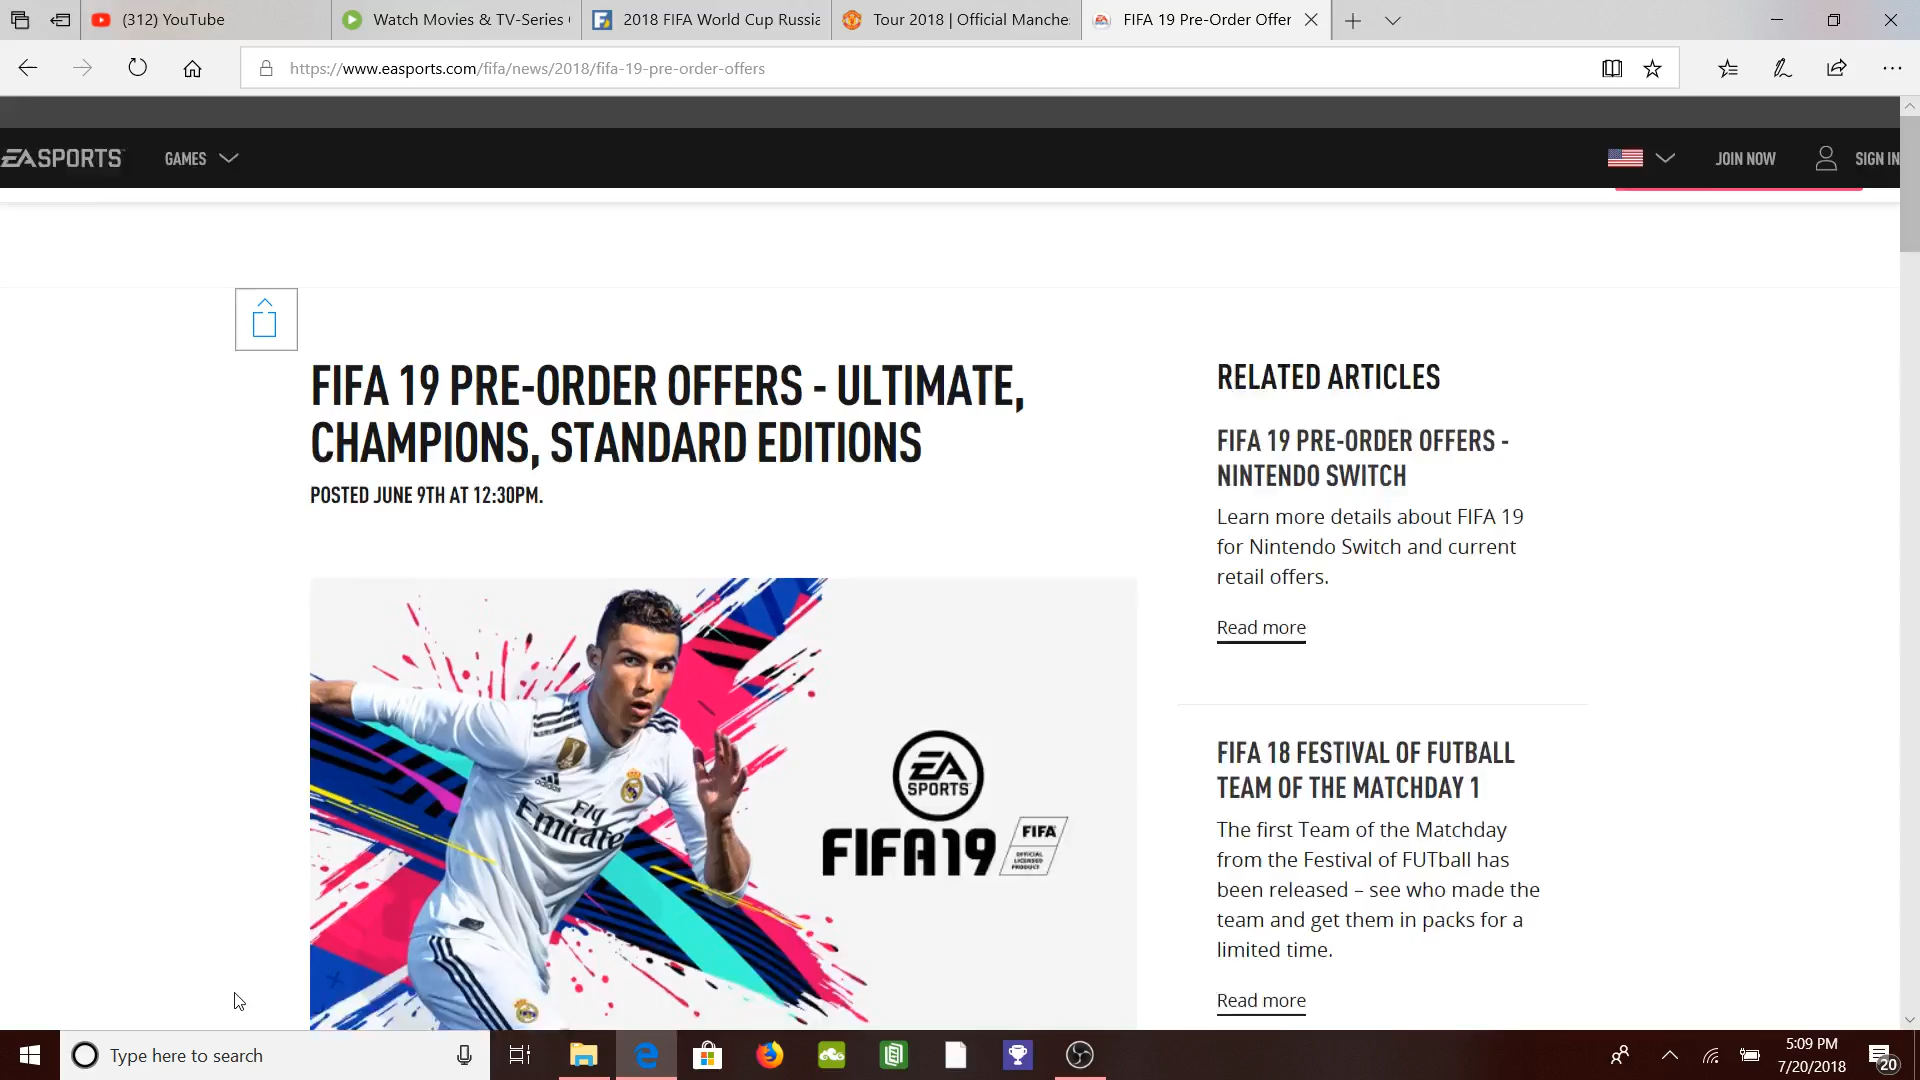 (312) YouTube
Watch Movies & TV-Series
2018 FIFA World Cup Russia
Tour 2018 | Official Manche
FIFA 19 Pre-Order Offer
https://www.easports.com/fifa/news/2018/fifa-19-pre-order-offers
EA SPORTS
GAMES
JOIN NOW
SIGN IN
FIFA 19 PRE-ORDER OFFERS - ULTIMATE,
CHAMPIONS, STANDARD EDITIONS
POSTED JUNE 9TH AT 12:30PM.
adidas
Fly
Emirates
EA
SPORTS
FIFA19
FIFA
OFFICIAL
LICENSED
PRODUCT
RELATED ARTICLES
FIFA 19 PRE-ORDER OFFERS -
NINTENDO SWITCH
Learn more details about FIFA 19
for Nintendo Switch and current
retail offers.
Read more
FIFA 18 FESTIVAL OF FUTBALL
TEAM OF THE MATCHDAY 1
The first Team of the Matchday
from the Festival of FUTball has
been released – see who made the
team and get them in packs for a
limited time.
Read more
Type here to search
5:09 PM
7/20/2018
20